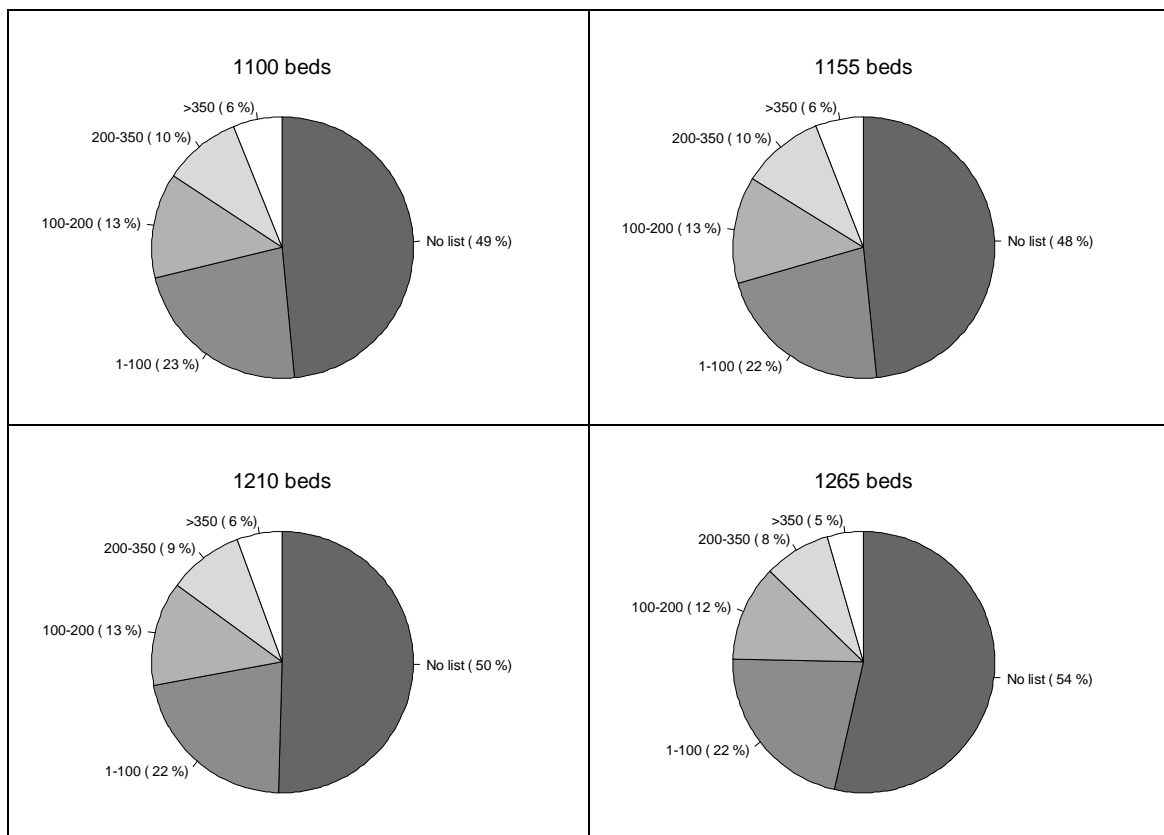 1100 beds
>350 ( 6 %)
200-350 ( 10 %)
100-200 ( 13 %)
No list ( 49 %)
1-100 ( 23 %)
1155 beds
>350 ( 6 %)
200-350 ( 10 %)
100-200 ( 13 %)
No list ( 48 %)
1-100 ( 22 %)
1210 beds
>350 ( 6 %)
200-350 ( 9 %)
100-200 ( 13 %)
No list ( 50 %)
1-100 ( 22 %)
1265 beds
>350 ( 5 %)
200-350 ( 8 %)
100-200 ( 12 %)
No list ( 54 %)
1-100 ( 22 %)